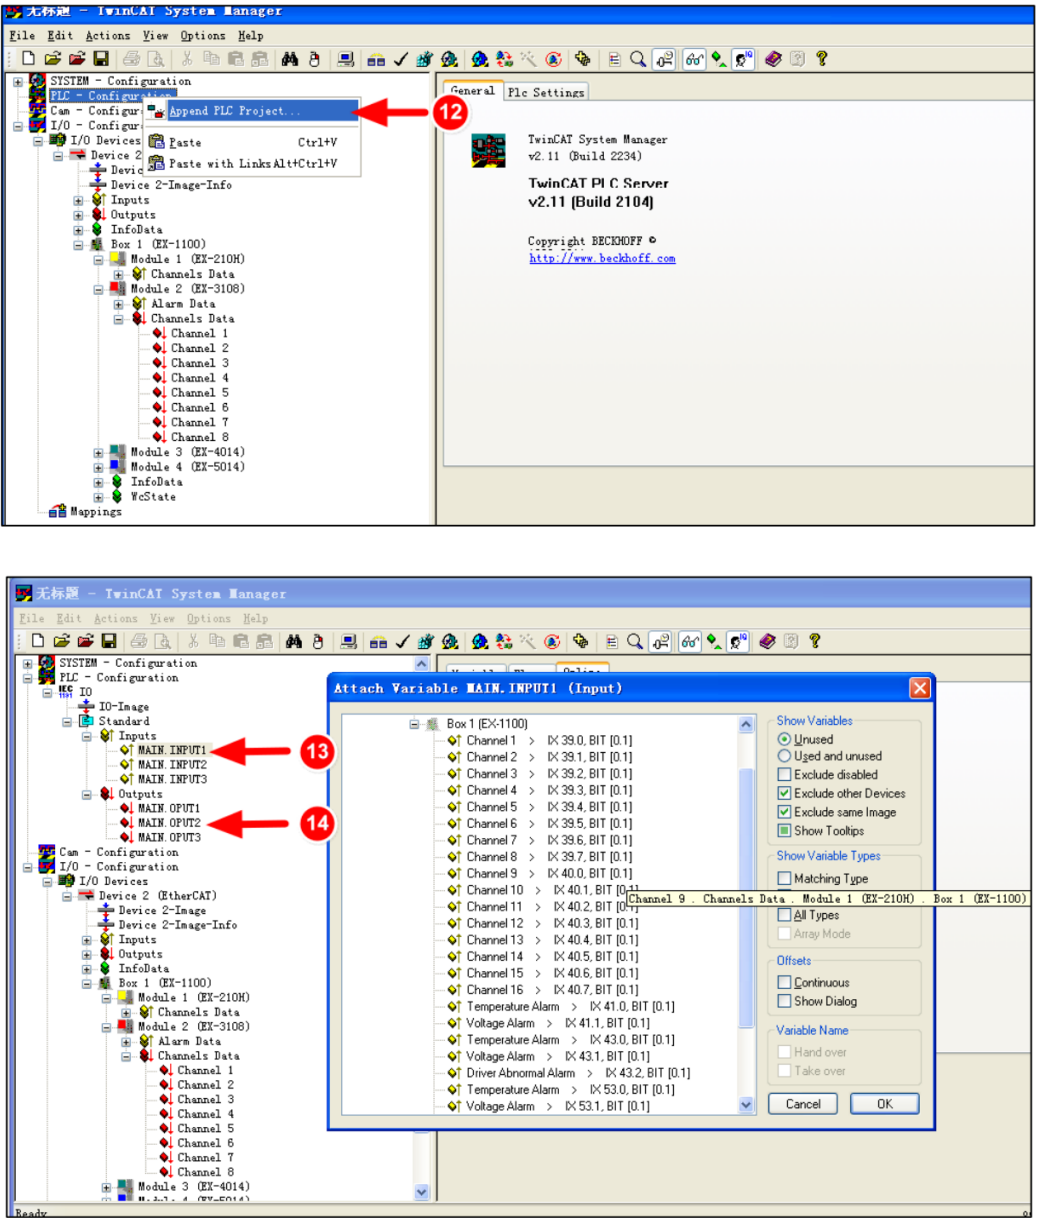 无标题 - TwinCAT System Manager
File Edit Actions View Options Help
SYSTEM - Configuration
PLC - Configuration
Append PLC Project...
12
Cam - Configur
I/O - Configur
I/O Devices
Paste Ctrl+V
Device 2
Paste with Links Alt+Ctrl+V
Devic
Device 2-Image-Info
Inputs
Outputs
InfoData
Box 1 (EX-1100)
Module 1 (EX-210H)
Channels Data
Module 2 (EX-3108)
Alarm Data
Channels Data
Channel 1
Channel 2
Channel 3
Channel 4
Channel 5
Channel 6
Channel 7
Channel 8
Module 3 (EX-4014)
Module 4 (EX-5014)
InfoData
WcState
Mappings
General Plc Settings
TwinCAT System Manager
v2.11 (Build 2234)
TwinCAT PLC Server
v2.11 (Build 2104)
Copyright BECKHOFF ©
http://www.beckhoff.com
无标题 - TwinCAT System Manager
File Edit Actions View Options Help
SYSTEM - Configuration
PLC - Configuration
IO
IO-Image
Standard
Inputs
MAIN.INPUT1
13
MAIN.INPUT2
MAIN.INPUT3
Outputs
MAIN.OPUT1
MAIN.OPUT2
14
MAIN.OPUT3
Cam - Configuration
I/O - Configuration
I/O Devices
Device 2 (EtherCAT)
Device 2-Image
Device 2-Image-Info
Inputs
Outputs
InfoData
Box 1 (EX-1100)
Module 1 (EX-210H)
Channels Data
Module 2 (EX-3108)
Alarm Data
Channels Data
Channel 1
Channel 2
Channel 3
Channel 4
Channel 5
Channel 6
Channel 7
Channel 8
Module 3 (EX-4014)
Module 4 (EX-5014)
Ready
Attach Variable MAIN.INPUT1 (Input)
Box 1 (EX-1100)
Channel 1 > IX 39.0, BIT [0.1]
Channel 2 > IX 39.1, BIT [0.1]
Channel 3 > IX 39.2, BIT [0.1]
Channel 4 > IX 39.3, BIT [0.1]
Channel 5 > IX 39.4, BIT [0.1]
Channel 6 > IX 39.5, BIT [0.1]
Channel 7 > IX 39.6, BIT [0.1]
Channel 8 > IX 39.7, BIT [0.1]
Channel 9 > IX 40.0, BIT [0.1]
Channel 10 > IX 40.1, BIT [0
Channel 11 > IX 40.2, BIT [0.1]
Channel 12 > IX 40.3, BIT [0.1]
Channel 13 > IX 40.4, BIT [0.1]
Channel 14 > IX 40.5, BIT [0.1]
Channel 15 > IX 40.6, BIT [0.1]
Channel 16 > IX 40.7, BIT [0.1]
Temperature Alarm > IX 41.0, BIT [0.1]
Voltage Alarm > IX 41.1, BIT [0.1]
Temperature Alarm > IX 43.0, BIT [0.1]
Voltage Alarm > IX 43.1, BIT [0.1]
Driver Abnormal Alarm > IX 43.2, BIT [0.1]
Temperature Alarm > IX 53.0, BIT [0.1]
Voltage Alarm > IX 53.1, BIT [0.1]
Show Variables
Unused
Used and unused
Exclude disabled
Exclude other Devices
Exclude same Image
Show Tooltips
Show Variable Types
Matching Type
Channel 9 . Channels Data . Module 1 (EX-210H) . Box 1 (EX-1100)
All Types
Array Mode
Offsets
Continuous
Show Dialog
Variable Name
Hand over
Take over
Cancel OK